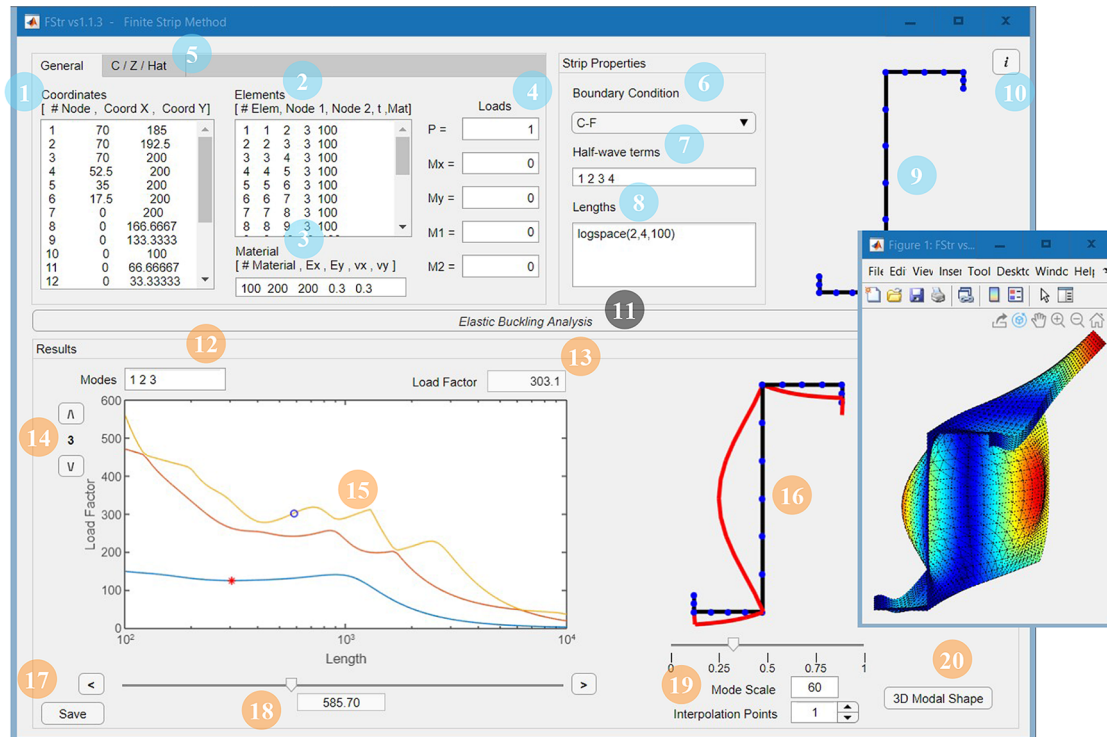 FStr vs1.1.3 - Finite Strip Method
General
C / Z / Hat
5
1
Coordinates
[ # Node , Coord X , Coord Y]
1 70 185
2 70 192.5
3 70 200
4 52.5 200
5 35 200
6 17.5 200
7 0 200
8 0 166.6667
9 0 133.3333
10 0 100
11 0 66.66667
12 0 33.33333
2
Elements
[ # Elem, Node 1, Node 2, t ,Mat]
1 1 2 3 100
2 2 3 3 100
3 3 4 3 100
4 4 5 3 100
5 5 6 3 100
6 6 7 3 100
7 7 8 3 100
8 8 9 3 100
3
Material
[ # Material , Ex , Ey , vx , vy ]
100 200 200 0.3 0.3
Loads
4
P = 1
Mx = 0
My = 0
M1 = 0
M2 = 0
Strip Properties
6
Boundary Condition
C-F
7
Half-wave terms
1 2 3 4
8
Lengths
logspace(2,4,100)
i
10
9
11
Elastic Buckling Analysis
Results
12
Modes 1 2 3
13
Load Factor 303.1
14
/\
3
\/
600
500
400
300
200
100
0
Load Factor
15
10²
10³
10⁴
Length
17
<
>
18
585.70
Save
16
0 0.25 0.5 0.75 1
19
Mode Scale 60
Interpolation Points 1
20
3D Modal Shape
Figure 1: FStr vs...
File Edi Viev Inser Tool Deskto Windc Help